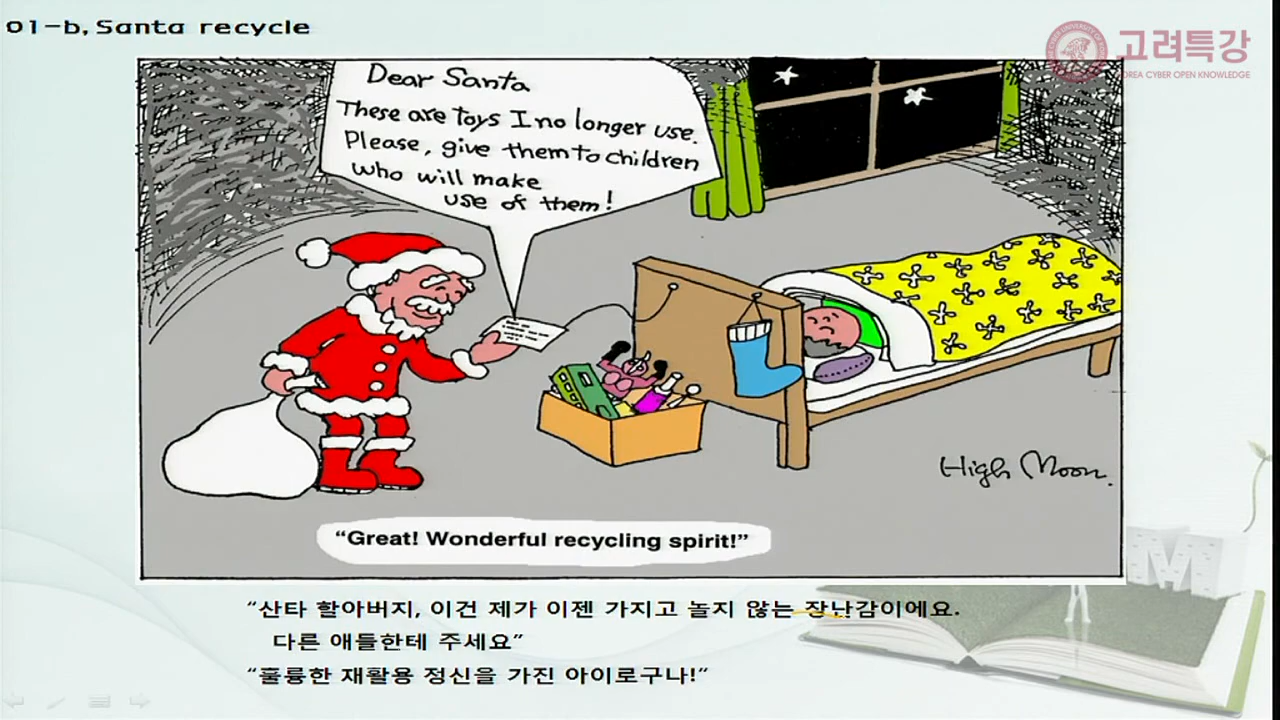 01-b, Santa recycle
고려특강
KOREA CYBER OPEN KNOWLEDGE
Dear Santa
These are toys I no longer use.
Please, give them to children
who will make
use of them!
High Moon.
"Great! Wonderful recycling spirit!"
"산타 할아버지, 이건 제가 이젠 가지고 놀지 않는 장난감이에요.
다른 애들한테 주세요"
"훌륭한 재활용 정신을 가진 아이로구나!"
M